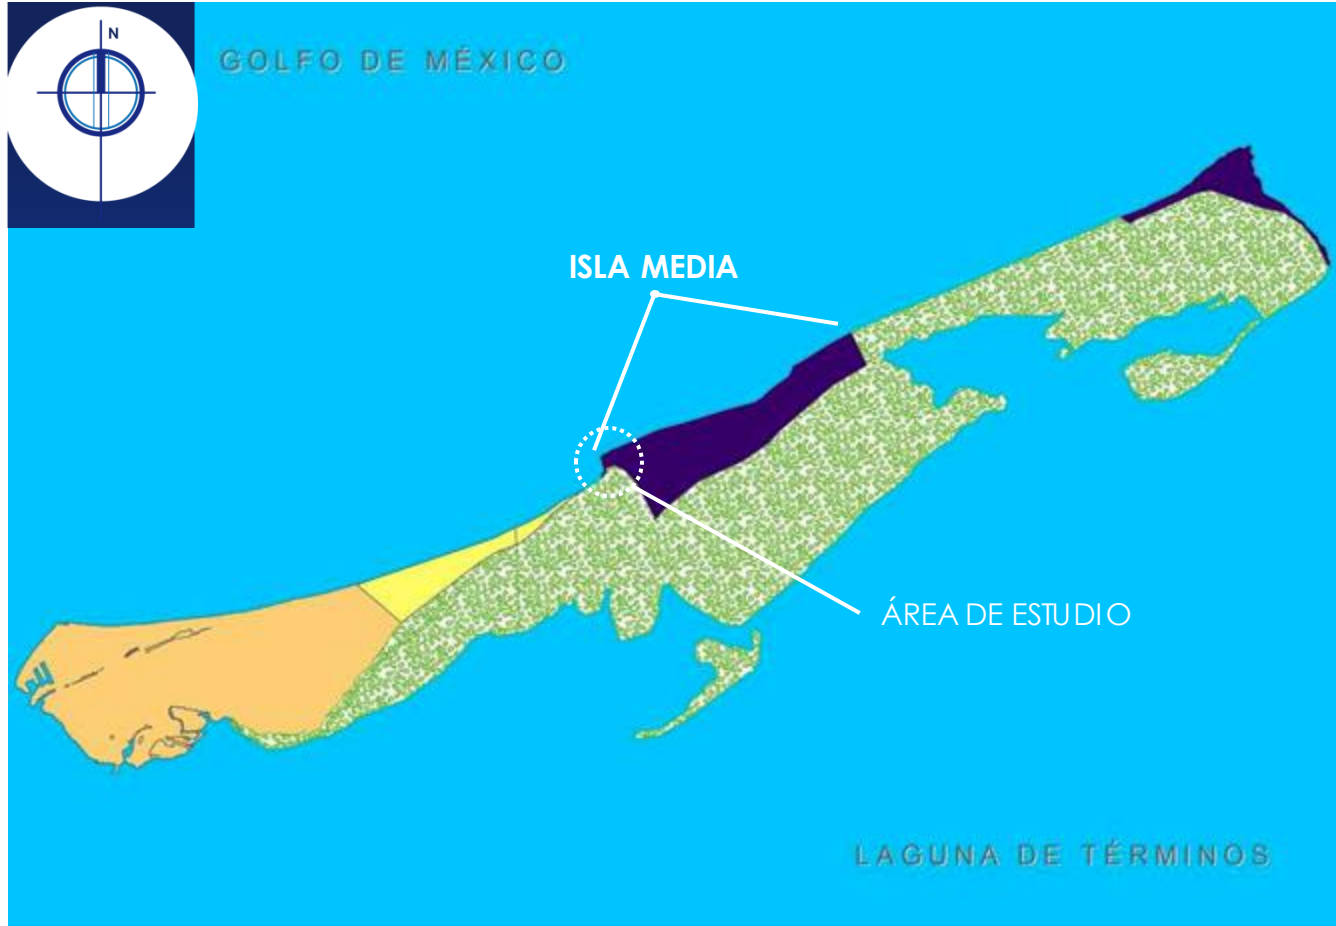 N
GOLFO DE MÉXICO
ISLA MEDIA
ÁREA DE ESTUDIO
LAGUNA DE TÉRMINOS